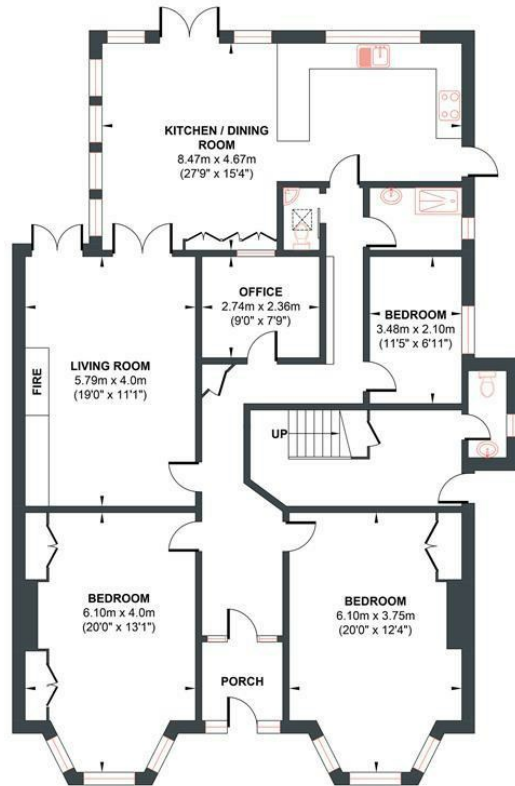 KITCHEN / DINING
ROOM
8.47m x 4.67m
(27'9" x 15'4")
OFFICE
2.74m x 2.36m
(9'0" x 7'9")
BEDROOM
3.48m x 2.10m
(11'5" x 6'11")
FIRE
LIVING ROOM
5.79m x 4.0m
(19'0" x 11'1")
UP
BEDROOM
6.10m x 4.0m
(20'0" x 13'1")
BEDROOM
6.10m x 3.75m
(20'0" x 12'4")
PORCH